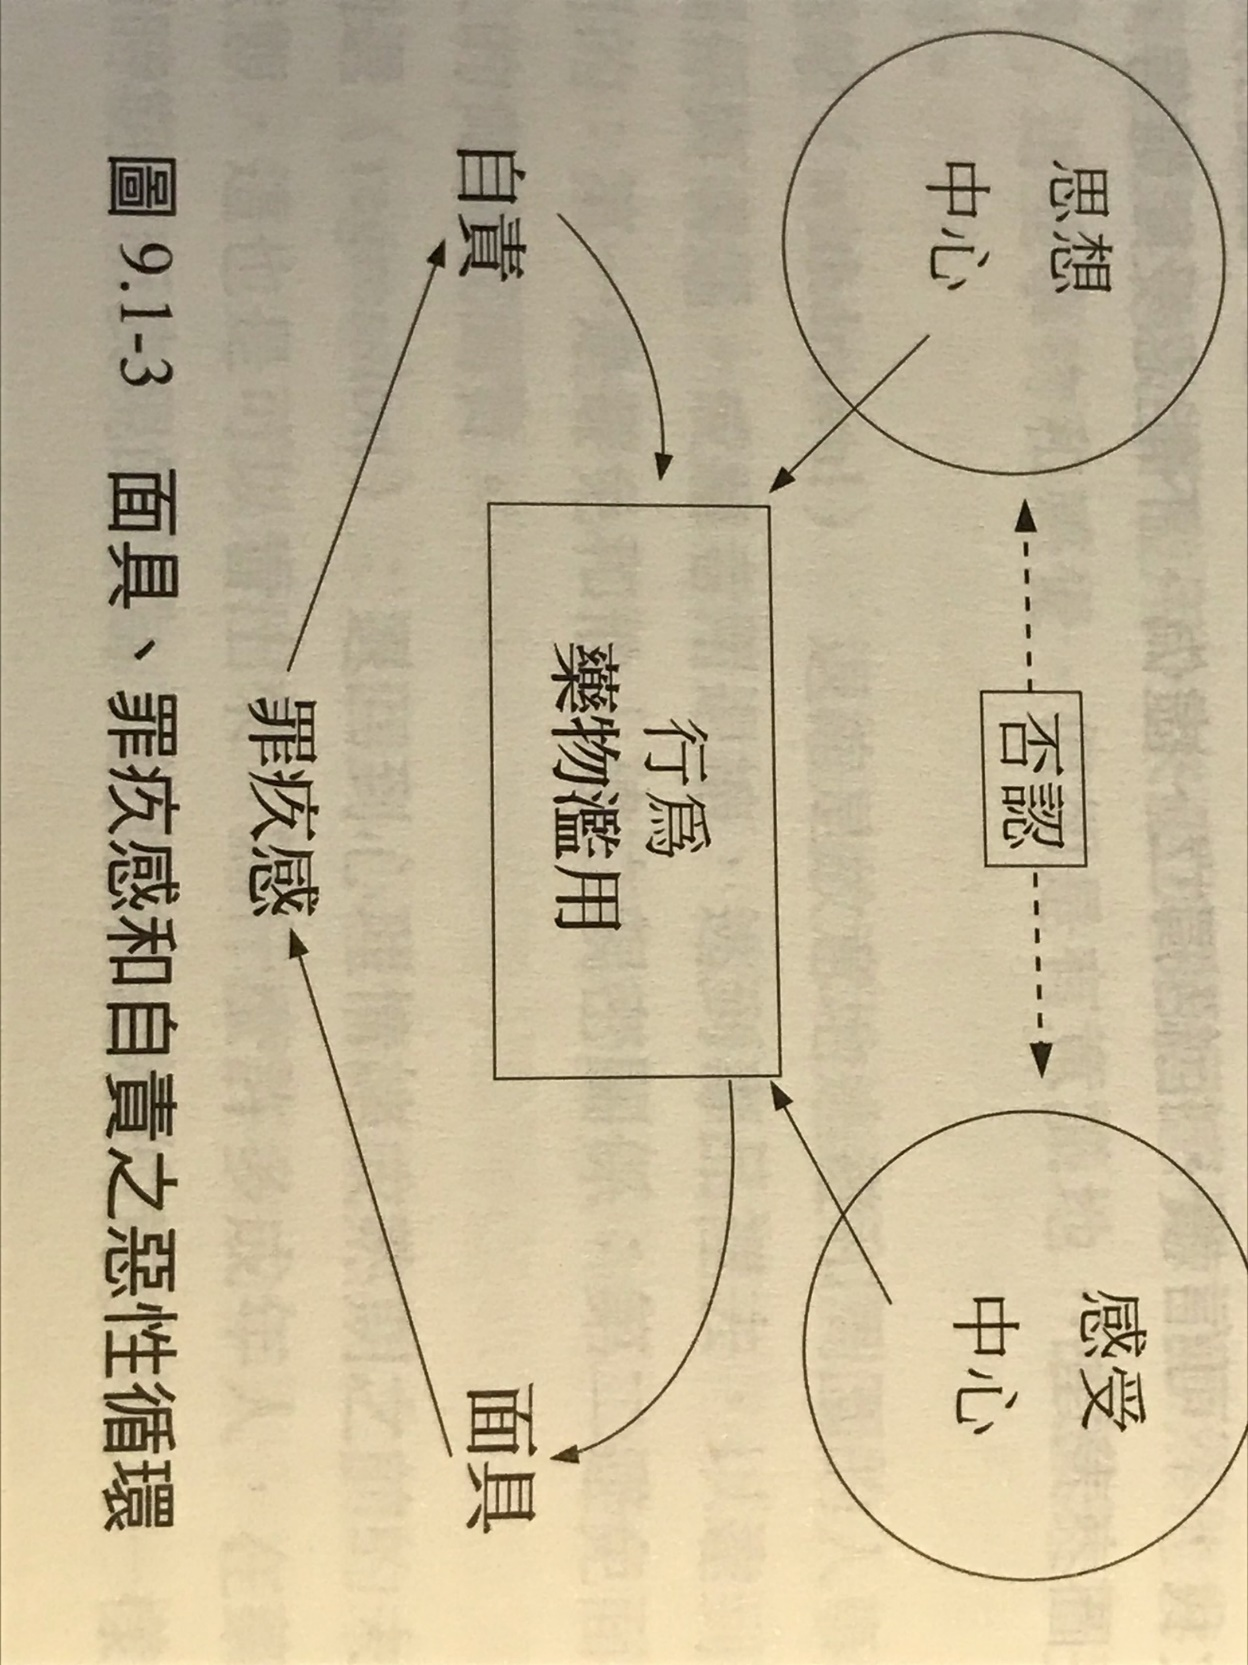 思想
中心
否認
感受
中心
行爲
藥物濫用
自責
面具
罪疚感
圖 9.1-3 面具、罪疚感和自責之惡性循環